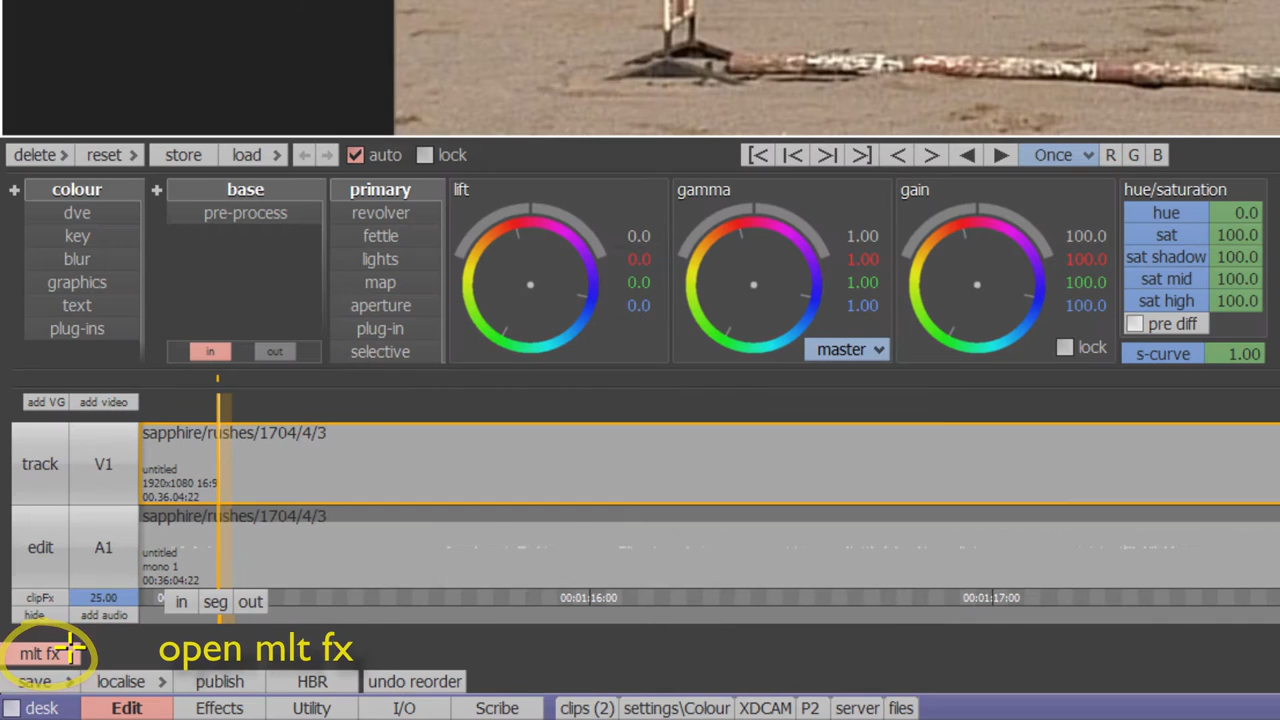 delete> reset> store load > ← → auto lock [< |< >| >] < > ◀ ▶ Once R G B
+ colour + base primary lift gamma gain hue/saturation
dve pre-process revolver hue 0.0
key fettle 0.0 1.00 100.0 sat 100.0
blur lights 0.0 1.00 100.0 sat shadow 100.0
graphics map 0.0 1.00 100.0 sat mid 100.0
text aperture 0.0 1.00 100.0 sat high 100.0
plug-ins plug-in pre diff
in out selective master lock s-curve 1.00
add VG add video
sapphire/rushes/1704/4/3
track V1
untitled
1920x1080 16:9
00.36.04:22
sapphire/rushes/1704/4/3
edit A1
untitled
mono 1
00:36:04:22
clipFx 25.00 in seg out 00:01:16:00 00:01:17:00
hide add audio
mlt fx open mlt fx
save > localise > publish HBR undo reorder
desk Edit Effects Utility I/O Scribe clips (2) settings\Colour XDCAM P2 server files